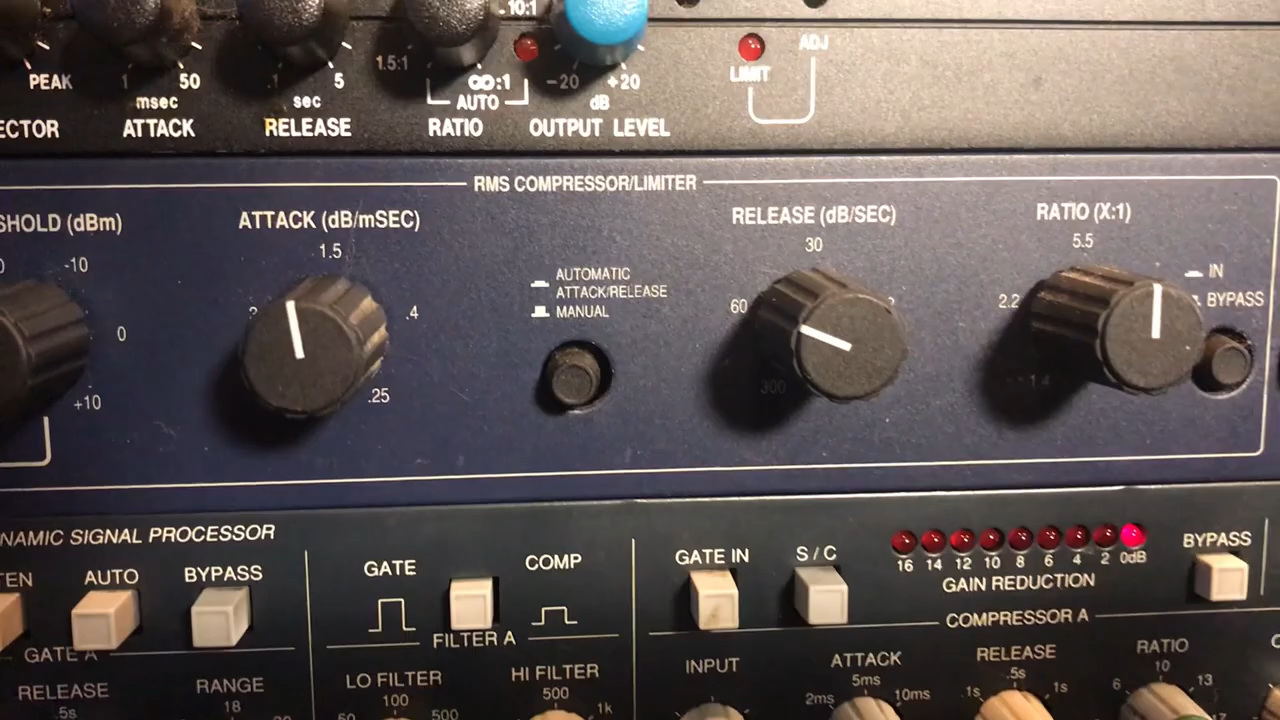 -10:1
PEAK
1
50
.1
5
1.5:1
∞:1
-20
+20
LIMIT
ADJ
msec
sec
AUTO
dB
ECTOR
ATTACK
RELEASE
RATIO
OUTPUT LEVEL
RMS COMPRESSOR/LIMITER
SHOLD (dBm)
-10
0
+10
ATTACK (dB/mSEC)
1.5
.4
.25
AUTOMATIC
ATTACK/RELEASE
MANUAL
RELEASE (dB/SEC)
30
60
300
RATIO (X:1)
5.5
2.2
1.4
IN
BYPASS
NAMIC SIGNAL PROCESSOR
TEN
AUTO
BYPASS
GATE A
RELEASE
.5s
RANGE
18
GATE
COMP
FILTER A
LO FILTER
100
50
500
HI FILTER
500
1k
GATE IN
S / C
16 14 12 10 8 6 4 2 0dB
GAIN REDUCTION
BYPASS
COMPRESSOR A
INPUT
ATTACK
5ms
2ms
10ms
RELEASE
.5s
.1s
1s
RATIO
10
6
13